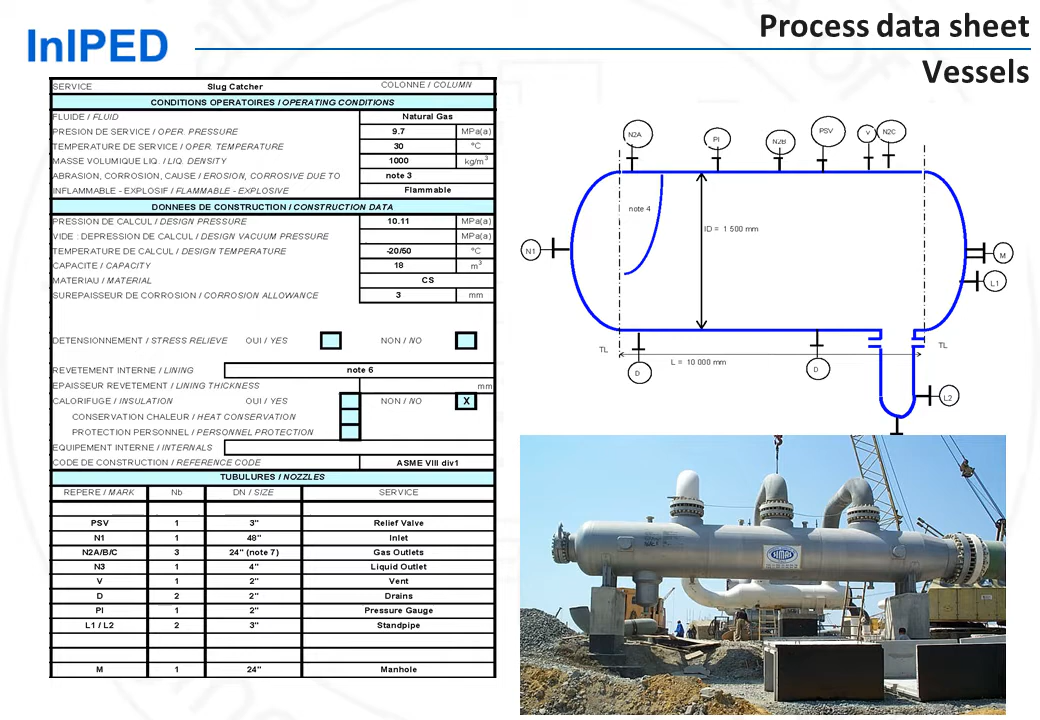 InIPED
Process data sheet
Vessels
SERVICE Slug Catcher COLONNE / COLUMN
CONDITIONS OPERATOIRES / OPERATING CONDITIONS
FLUIDE / FLUID Natural Gas
PRESION DE SERVICE / OPER. PRESSURE 9.7 MPa(a)
TEMPERATURE DE SERVICE / OPER. TEMPERATURE 30 °C
MASSE VOLUMIQUE LIQ. / LIQ. DENSITY 1000 kg/m3
ABRASION, CORROSION, CAUSE / EROSION, CORROSIVE DUE TO note 3
INFLAMMABLE - EXPLOSIF / FLAMMABLE - EXPLOSIVE Flammable
DONNEES DE CONSTRUCTION / CONSTRUCTION DATA
PRESSION DE CALCUL / DESIGN PRESSURE 10.11 MPa(a)
VIDE : DEPRESSION DE CALCUL / DESIGN VACUUM PRESSURE MPa(a)
TEMPERATURE DE CALCUL / DESIGN TEMPERATURE -20/50 °C
CAPACITE / CAPACITY 18 m3
MATERIAU / MATERIAL CS
SUREPAISSEUR DE CORROSION / CORROSION ALLOWANCE 3 mm
DETENSIONNEMENT / STRESS RELIEVE OUI / YES NON / NO
REVETEMENT INTERNE / LINING note 6
EPAISSEUR REVETEMENT / LINING THICKNESS mm
CALORIFUGE / INSULATION OUI / YES NON / NO X
CONSERVATION CHALEUR / HEAT CONSERVATION
PROTECTION PERSONNEL / PERSONNEL PROTECTION
EQUIPEMENT INTERNE / INTERNALS
CODE DE CONSTRUCTION / REFERENCE CODE ASME VIII div1
TUBULURES / NOZZLES
REPERE / MARK Nb DN / SIZE SERVICE
PSV 1 3" Relief Valve
N1 1 48" Inlet
N2A/B/C 3 24" (note 7) Gas Outlets
N3 1 4" Liquid Outlet
V 1 2" Vent
D 2 2" Drains
PI 1 2" Pressure Gauge
L1 / L2 2 3" Standpipe
M 1 24" Manhole
N2A PI N2B PSV V N2C
note 4
ID = 1 500 mm
N1
M
L1
TL
TL
L = 10 000 mm
D
D
L2